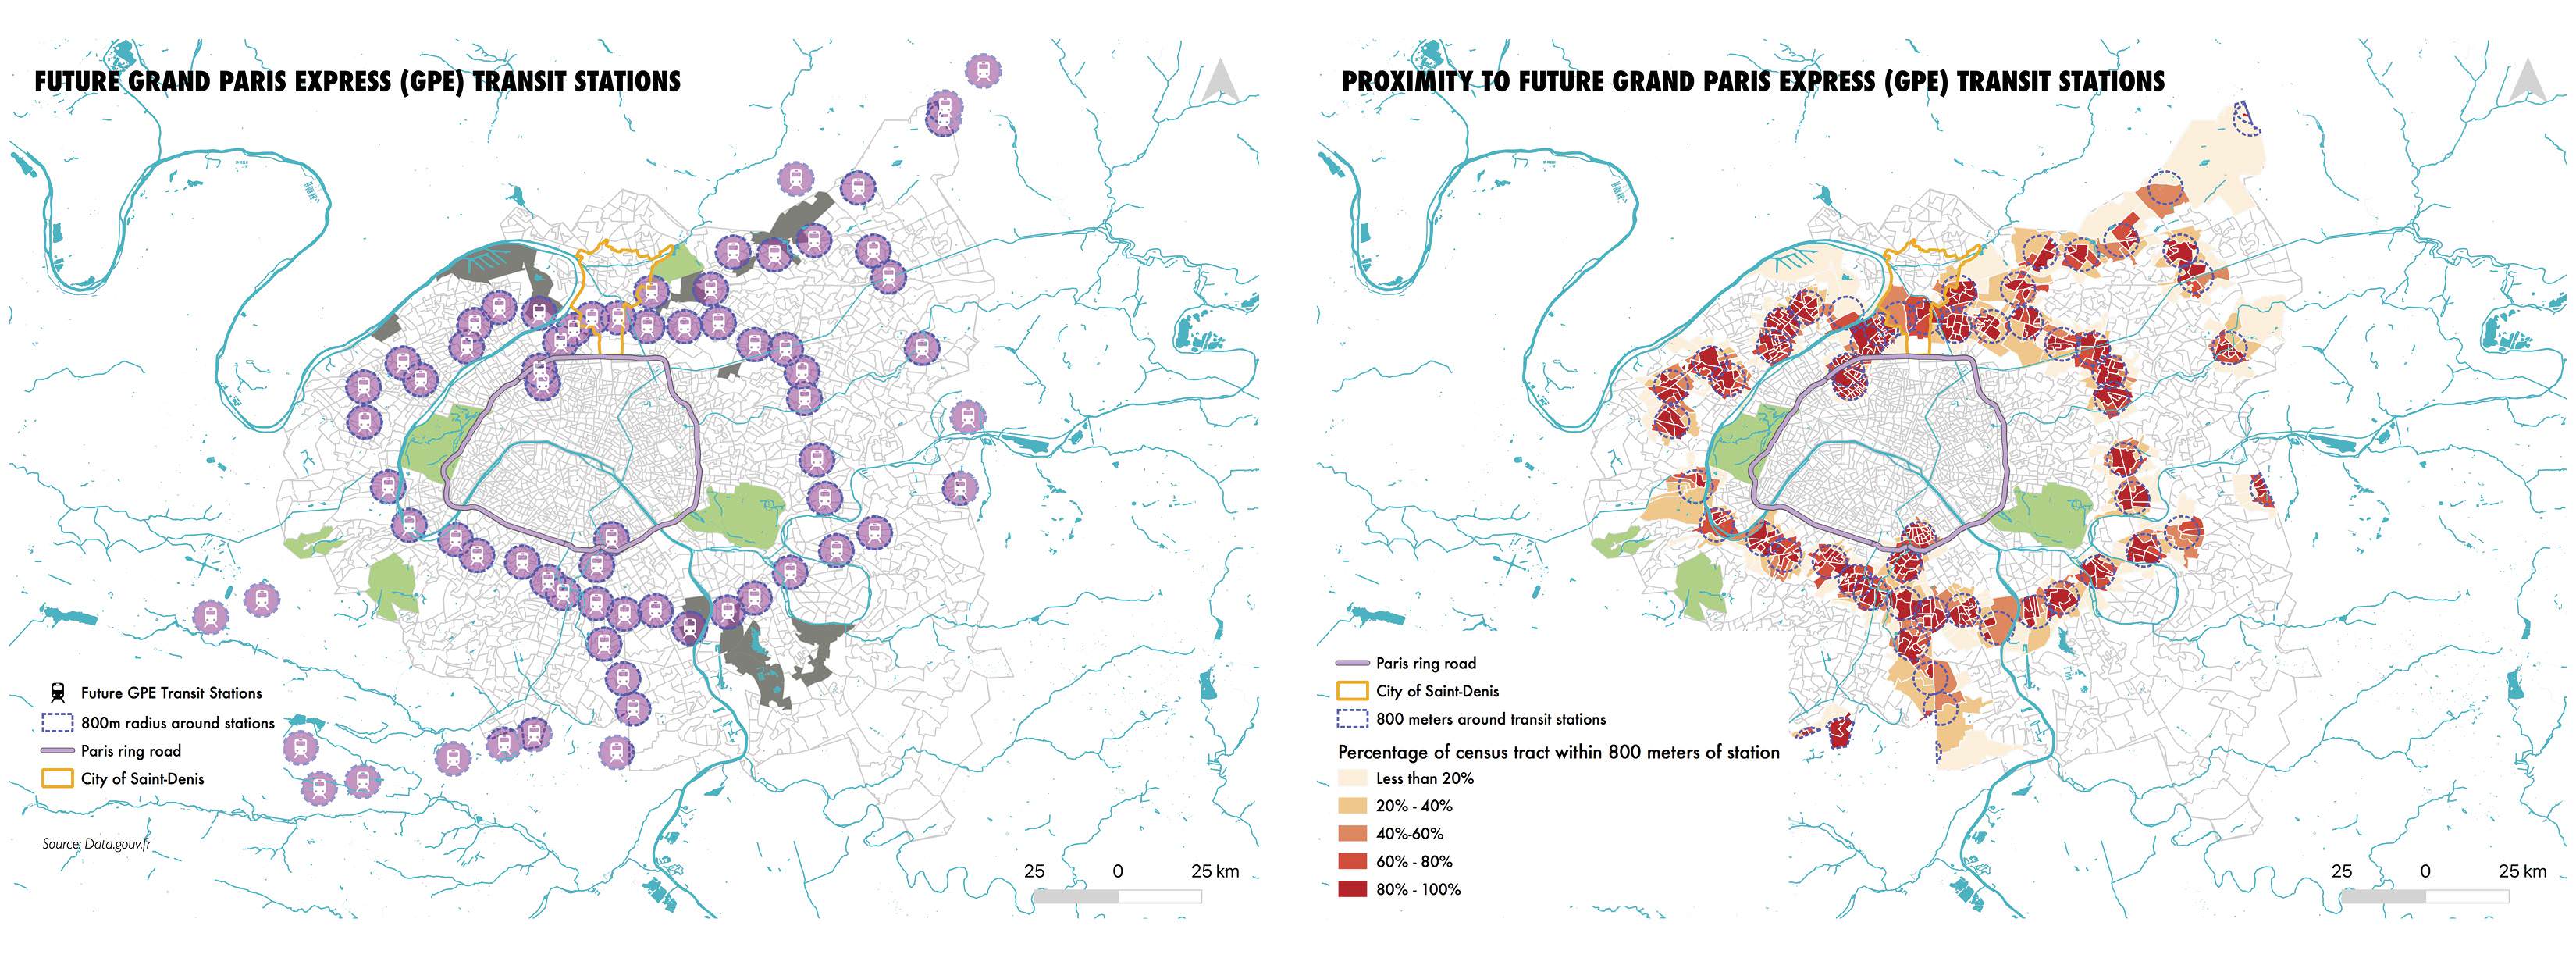 FUTURE GRAND PARIS EXPRESS (GPE) TRANSIT STATIONS
Future GPE Transit Stations
800m radius around stations
Paris ring road
City of Saint-Denis
Source: Data.gouv.fr
25 0 25 km
PROXIMITY TO FUTURE GRAND PARIS EXPRESS (GPE) TRANSIT STATIONS
Paris ring road
City of Saint-Denis
800 meters around transit stations
Percentage of census tract within 800 meters of station
Less than 20%
20% - 40%
40%-60%
60% - 80%
80% - 100%
25 0 25 km